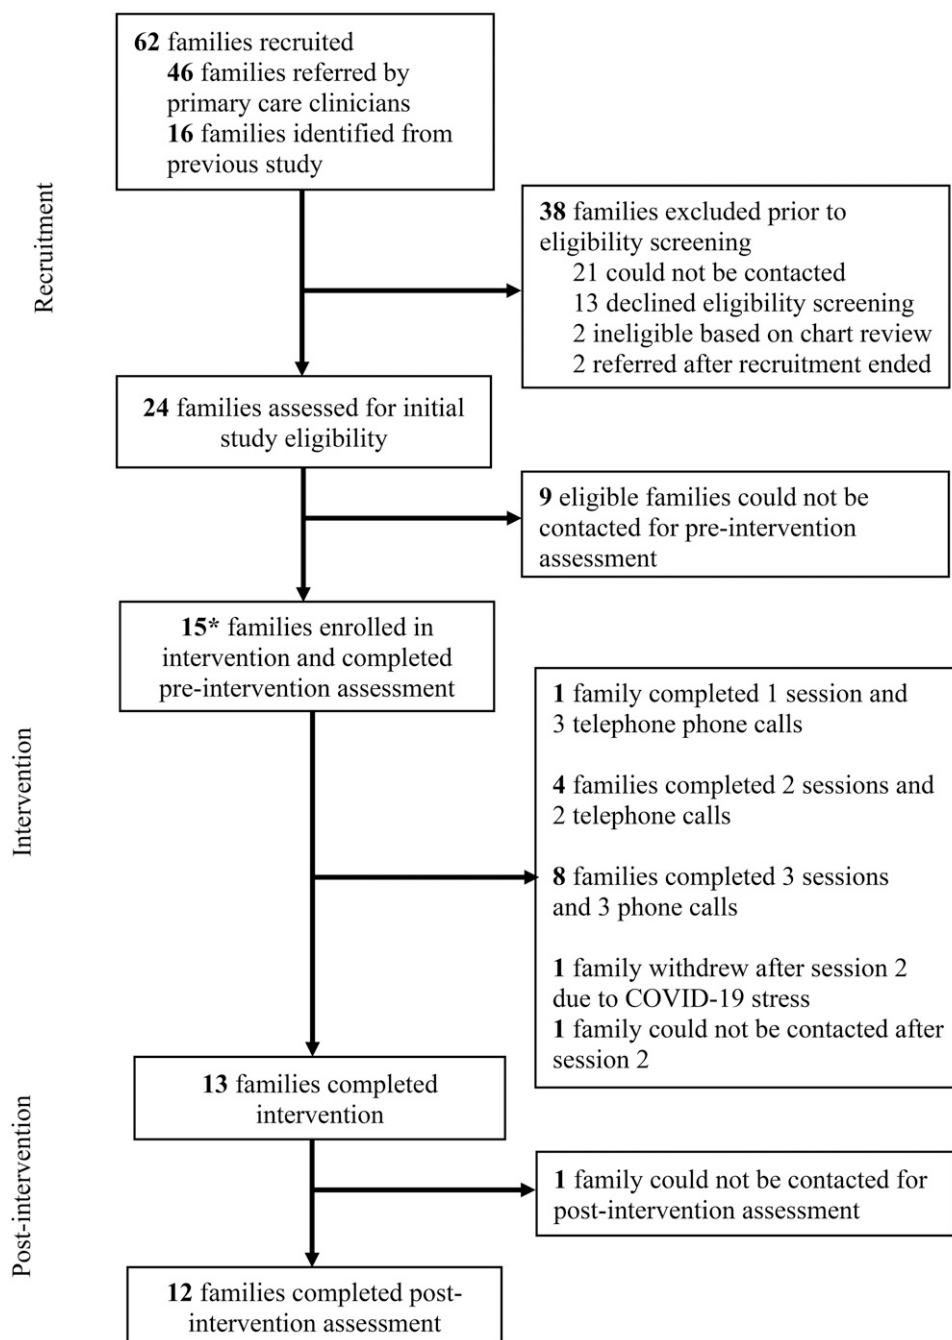 62 families recruited
46 families referred by
primary care clinicians
16 families identified from
previous study
Recruitment
38 families excluded prior to
eligibility screening
21 could not be contacted
13 declined eligibility screening
2 ineligible based on chart review
2 referred after recruitment ended
24 families assessed for initial
study eligibility
9 eligible families could not be
contacted for pre-intervention
assessment
15* families enrolled in
intervention and completed
pre-intervention assessment
Intervention
1 family completed 1 session and
3 telephone phone calls
4 families completed 2 sessions and
2 telephone calls
8 families completed 3 sessions
and 3 phone calls
1 family withdrew after session 2
due to COVID-19 stress
1 family could not be contacted after
session 2
13 families completed
intervention
Post-intervention
1 family could not be contacted for
post-intervention assessment
12 families completed post-
intervention assessment